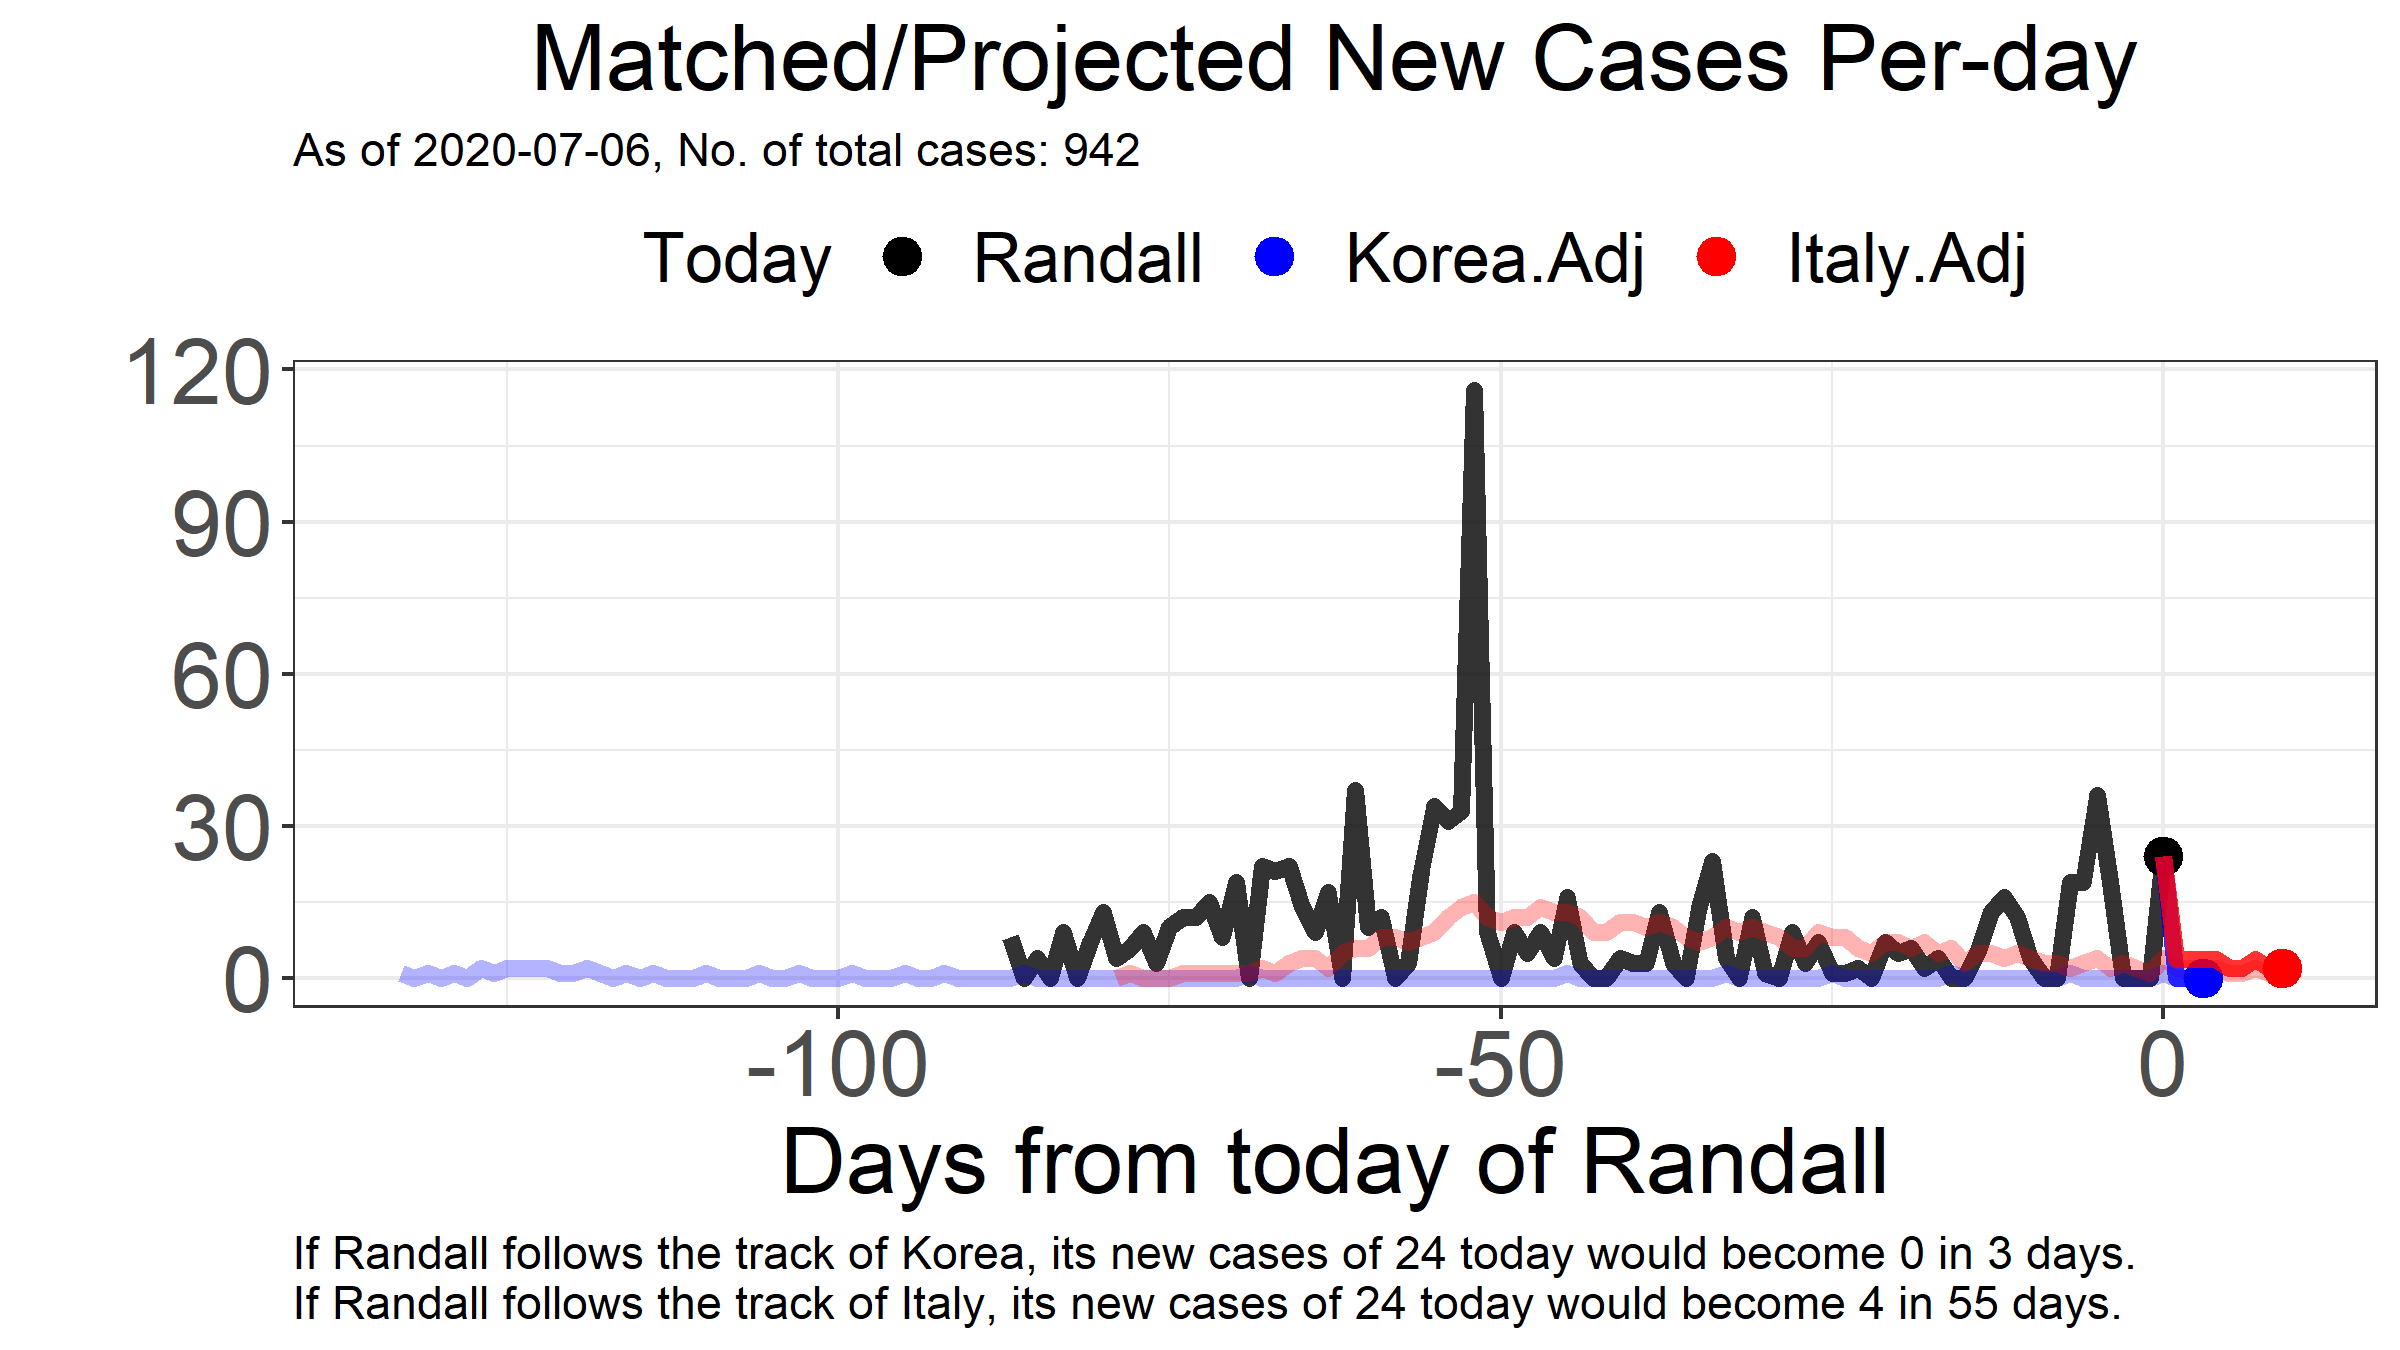 Matched/Projected New Cases Per-day
As of 2020-07-06, No. of total cases: 942
Today Randall Korea.Adj Italy.Adj
120
90
60
30
0
-100 -50 0
Days from today of Randall
If Randall follows the track of Korea, its new cases of 24 today would become 0 in 3 days.
If Randall follows the track of Italy, its new cases of 24 today would become 4 in 55 days.